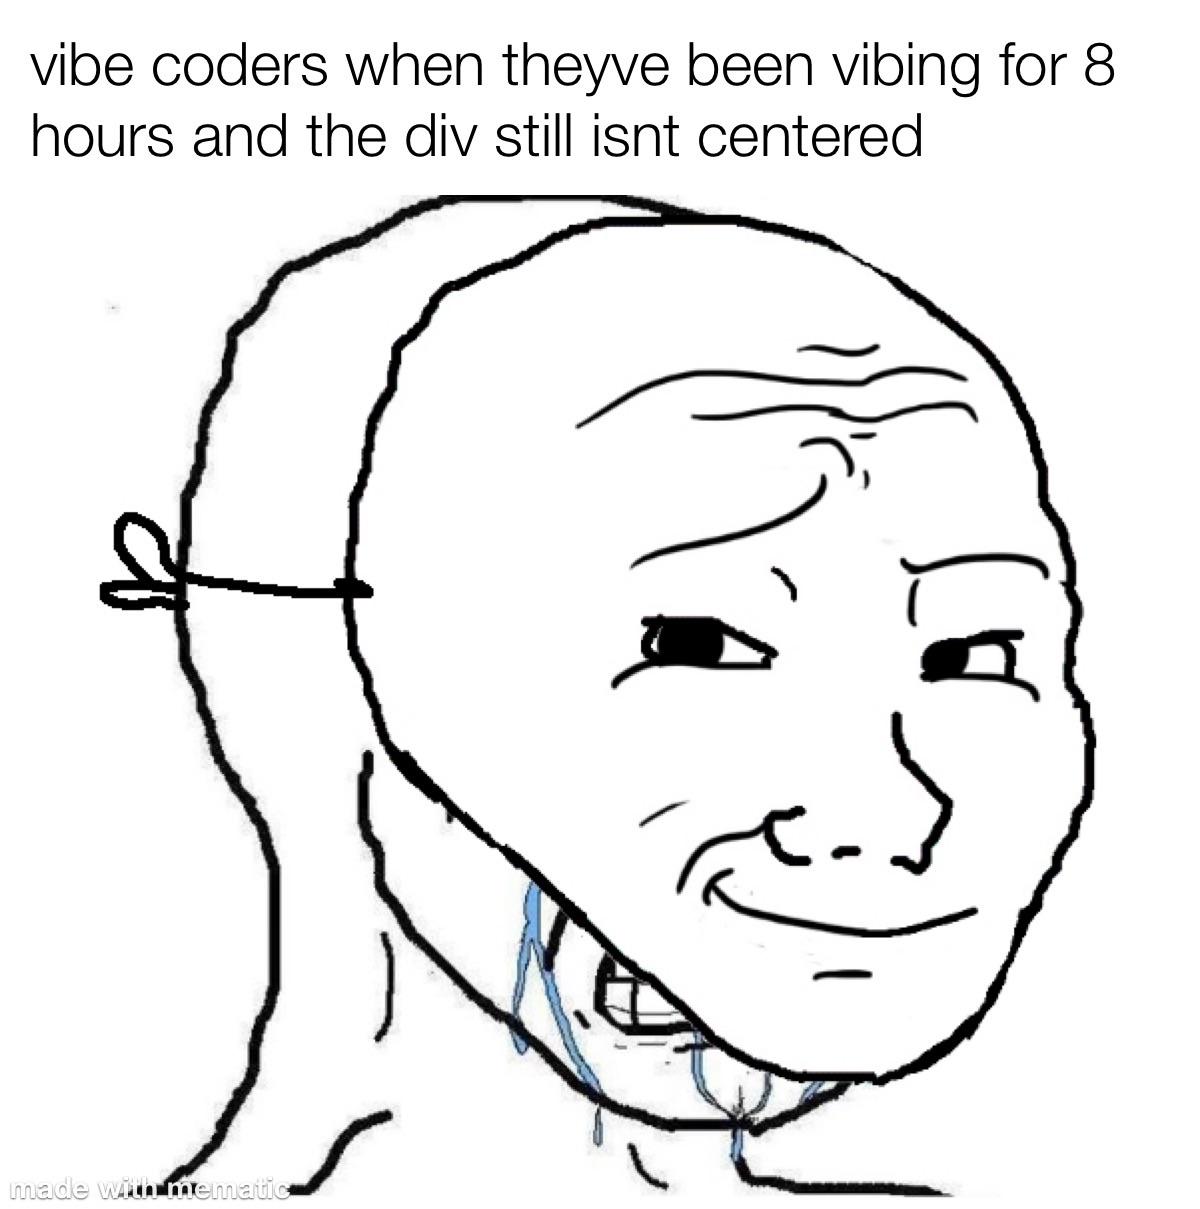 vibe coders when theyve been vibing for 8
hours and the div still isnt centered
made with mematic